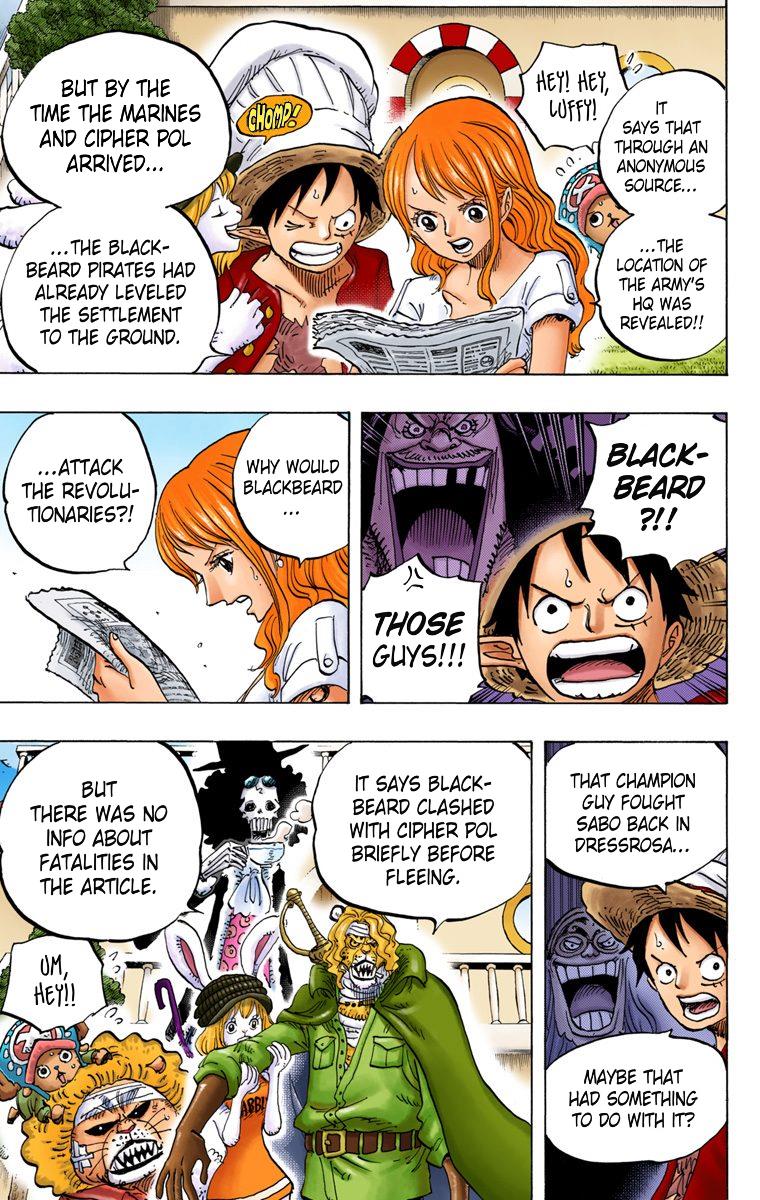 HEY! HEY,
LUFFY!
IT
SAYS THAT
THROUGH AN
ANONYMOUS
SOURCE...
...THE
LOCATION OF
THE ARMY'S
HQ WAS
REVEALED!!
CHOMP!
BUT BY THE
TIME THE MARINES
AND CIPHER POL
ARRIVED...
...THE BLACK-
BEARD PIRATES HAD
ALREADY LEVELED
THE SETTLEMENT
TO THE GROUND.
BLACK-
BEARD
?!!
THOSE
GUYS!!!
WHY WOULD
BLACKBEARD
...
...ATTACK
THE REVOLU-
TIONARIES?!
THAT CHAMPION
GUY FOUGHT
SABO BACK IN
DRESSROSA...
MAYBE THAT
HAD SOMETHING
TO DO WITH IT?
IT SAYS BLACK-
BEARD CLASHED
WITH CIPHER POL
BRIEFLY BEFORE
FLEEING.
BUT
THERE WAS NO
INFO ABOUT
FATALITIES IN
THE ARTICLE.
UM,
HEY!!